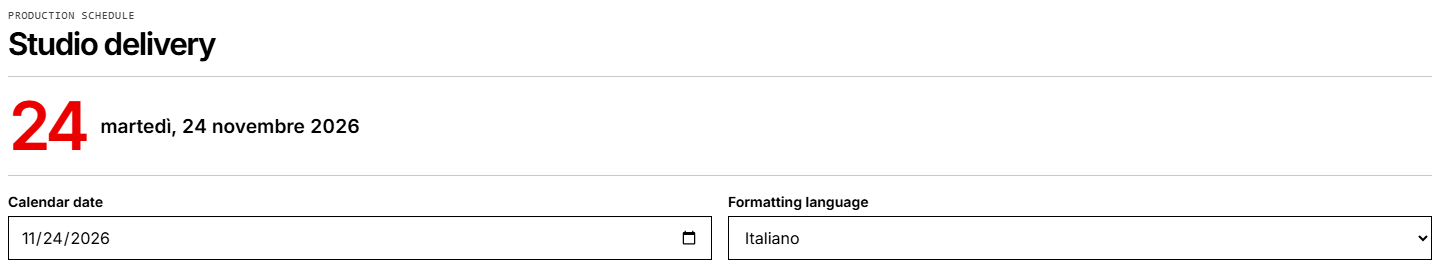 PRODUCTION SCHEDULE
Studio delivery
24 martedì, 24 novembre 2026
Calendar date
11/24/2026
Formatting language
Italiano